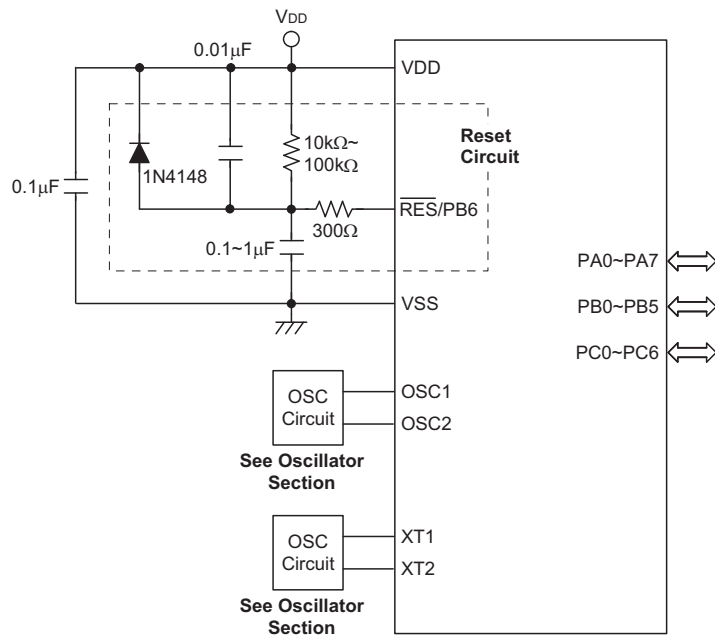 VDD
0.01μF
VDD
Reset
Circuit
10kΩ~
100kΩ
1N4148
0.1μF
RES/PB6
300Ω
0.1~1μF
PA0~PA7
VSS
PB0~PB5
PC0~PC6
OSC
Circuit
OSC1
OSC2
See Oscillator
Section
OSC
Circuit
XT1
XT2
See Oscillator
Section